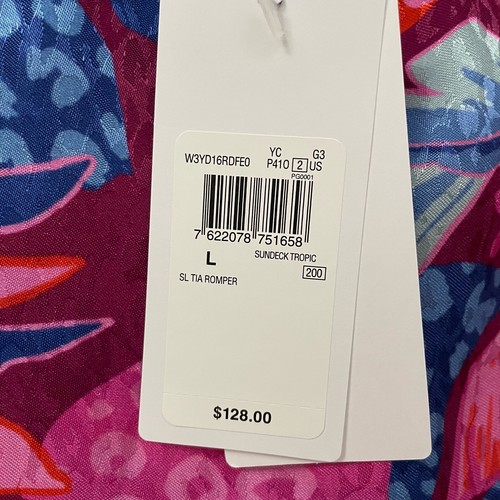 YC G3
W3YD16RDFE0 P410 2 US
PG0001
7 622078 751658
L SUNDECK TROPIC
200
SL TIA ROMPER
$128.00